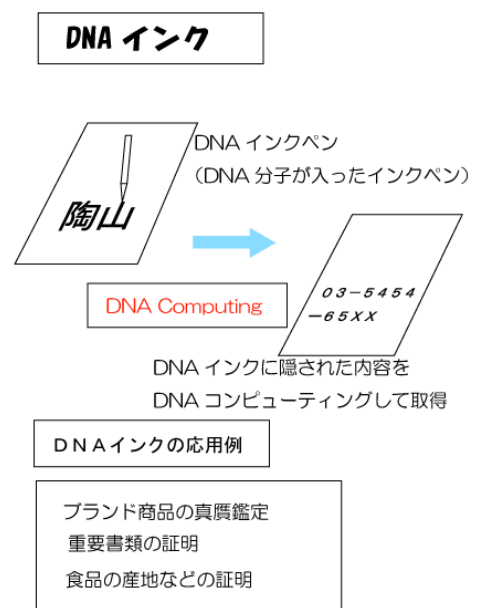 DNA インク
DNA インクペン
（DNA 分子が入ったインクペン）
陶山
DNA Computing
03-5454
-65XX
DNA インクに隠された内容を
DNA コンピューティングして取得
ＤＮＡインクの応用例
ブランド商品の真贋鑑定
重要書類の証明
食品の産地などの証明